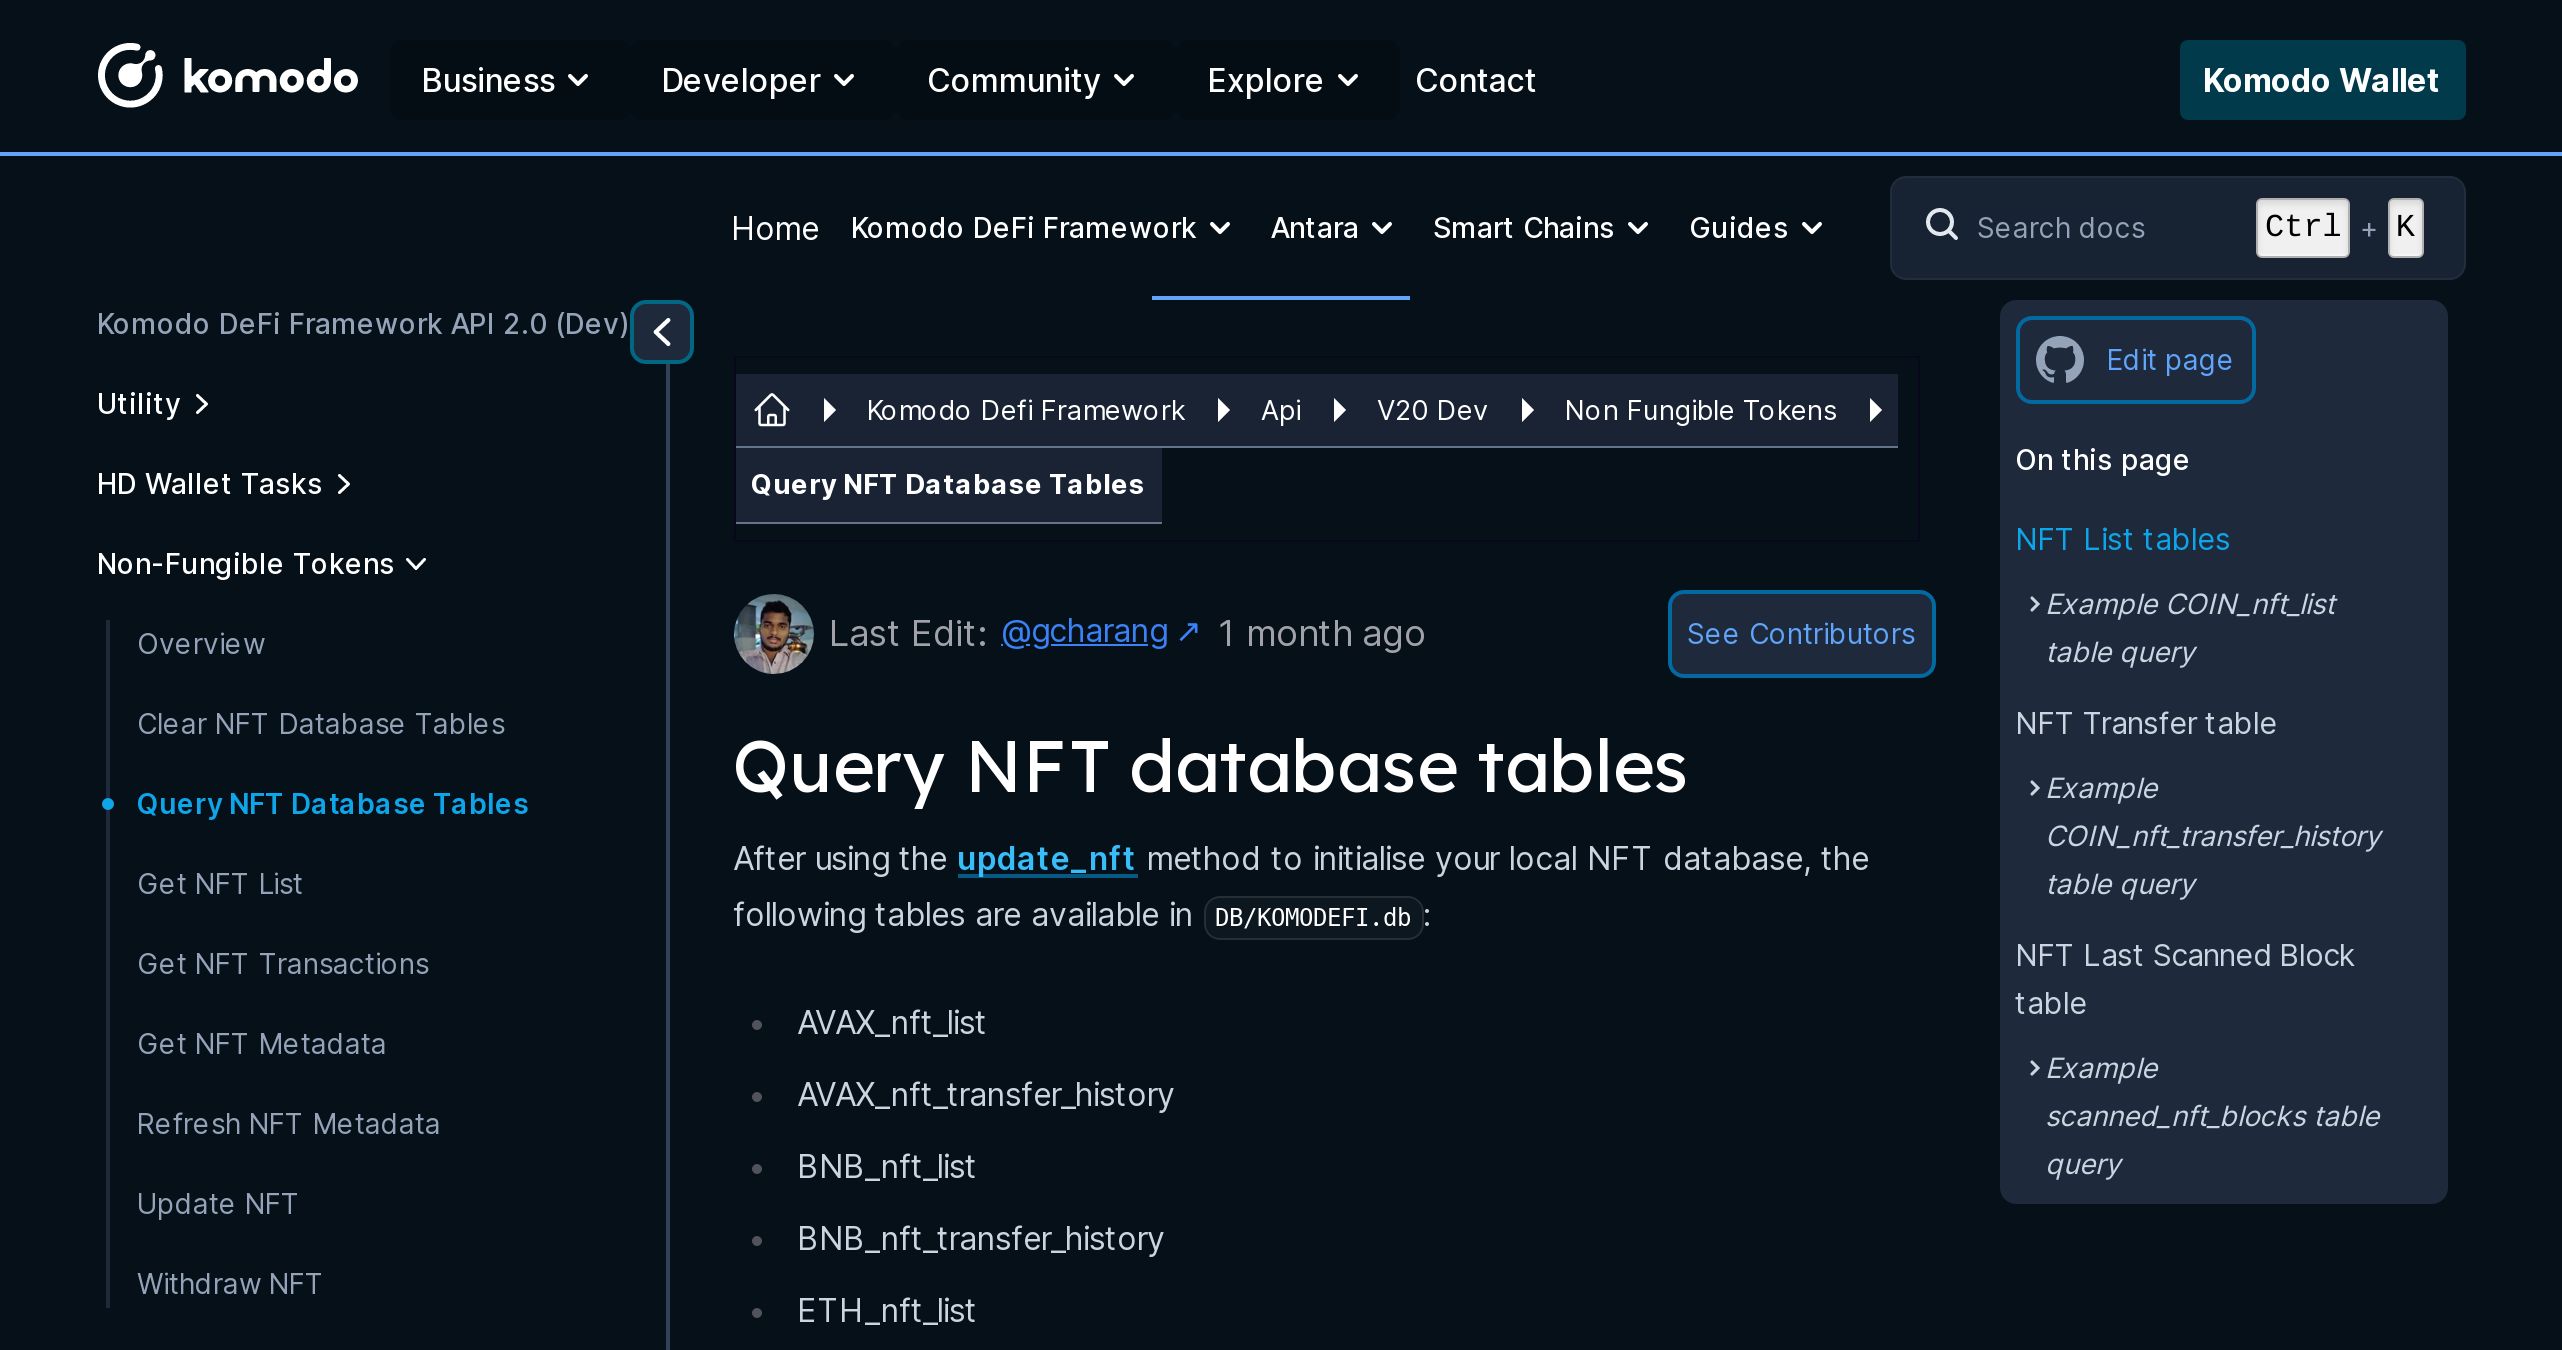 komodo
Business
Developer
Community
Explore
Contact
Komodo Wallet
Home
Komodo DeFi Framework
Antara
Smart Chains
Guides
Search docs
Ctrl + K
Komodo DeFi Framework API 2.0 (Dev)
Utility
HD Wallet Tasks
Non-Fungible Tokens
Overview
Clear NFT Database Tables
Query NFT Database Tables
Get NFT List
Get NFT Transactions
Get NFT Metadata
Refresh NFT Metadata
Update NFT
Withdraw NFT
Komodo Defi Framework
Api
V20 Dev
Non Fungible Tokens
Query NFT Database Tables
Last Edit: @gcharang ↗ 1 month ago
See Contributors
Query NFT database tables
After using the update_nft method to initialise your local NFT database, the
following tables are available in DB/KOMODEFI.db:
AVAX_nft_list
AVAX_nft_transfer_history
BNB_nft_list
BNB_nft_transfer_history
ETH_nft_list
Edit page
On this page
NFT List tables
Example COIN_nft_list
table query
NFT Transfer table
Example
COIN_nft_transfer_history
table query
NFT Last Scanned Block
table
Example
scanned_nft_blocks table
query